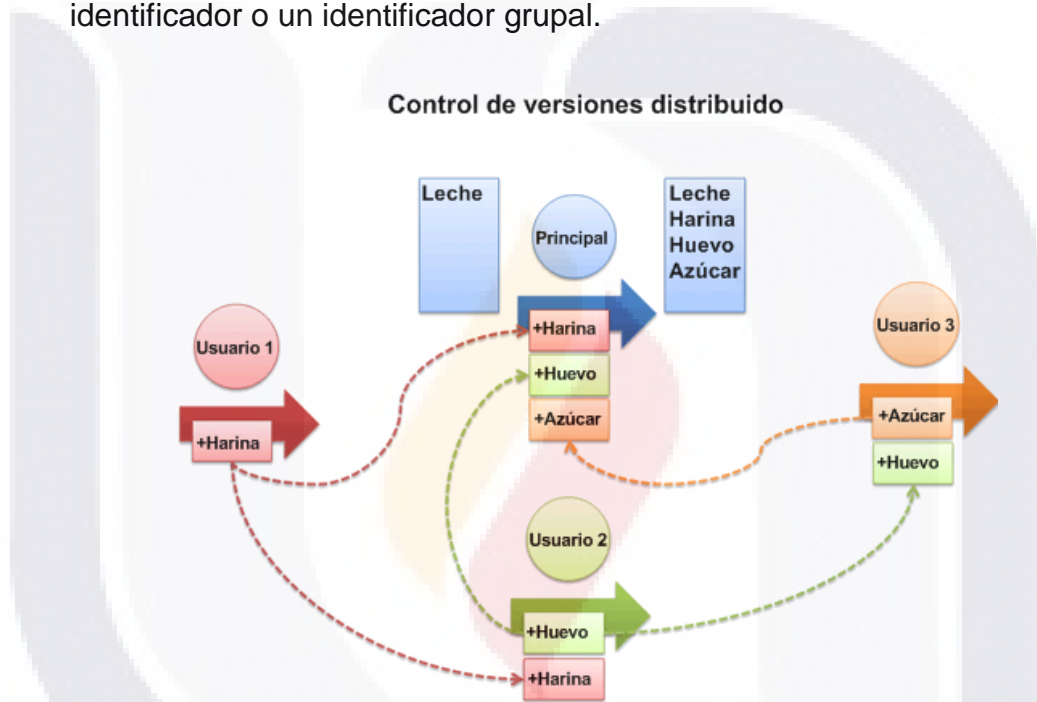 identificador o un identificador grupal.
Control de versiones distribuido
Leche
Principal
Leche
Harina
Huevo
Azúcar
Usuario 1
+Harina
+Harina
+Huevo
+Azúcar
Usuario 3
+Azúcar
+Huevo
Usuario 2
+Huevo
+Harina